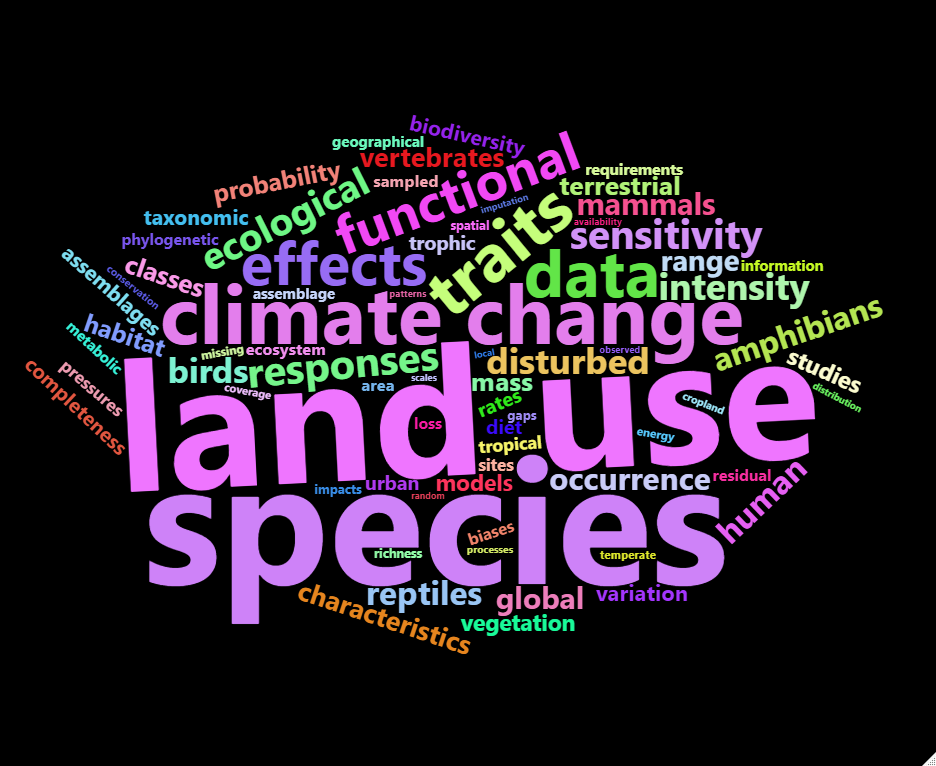 biodiversity
geographical
vertebrates
functional
requirements
probability
sampled
terrestrial
ecological
imputation
mammals
traits
taxonomic
spatial
availability
sensitivity
phylogenetic
trophic
effects
data
range
information
classes
assemblages
conservation
assemblage
patterns
intensity
climate change
amphibians
habitat
metabolic
missing
ecosystem
responses
local
disturbed
observed
studies
birds
land use
completeness
pressures
coverage
area
scales
mass
distribution
rates
cropland
gaps
loss
diet
energy
tropical
sites
residual
impacts
urban
random
models
occurrence
human
species
biases
processes
richness
temperate
characteristics
reptiles
global
variation
vegetation